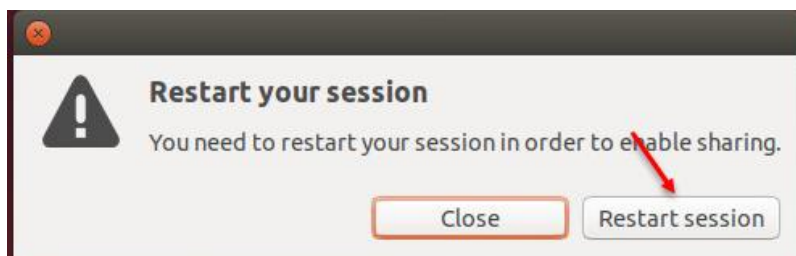 Restart your session
You need to restart your session in order to enable sharing.
Close
Restart session